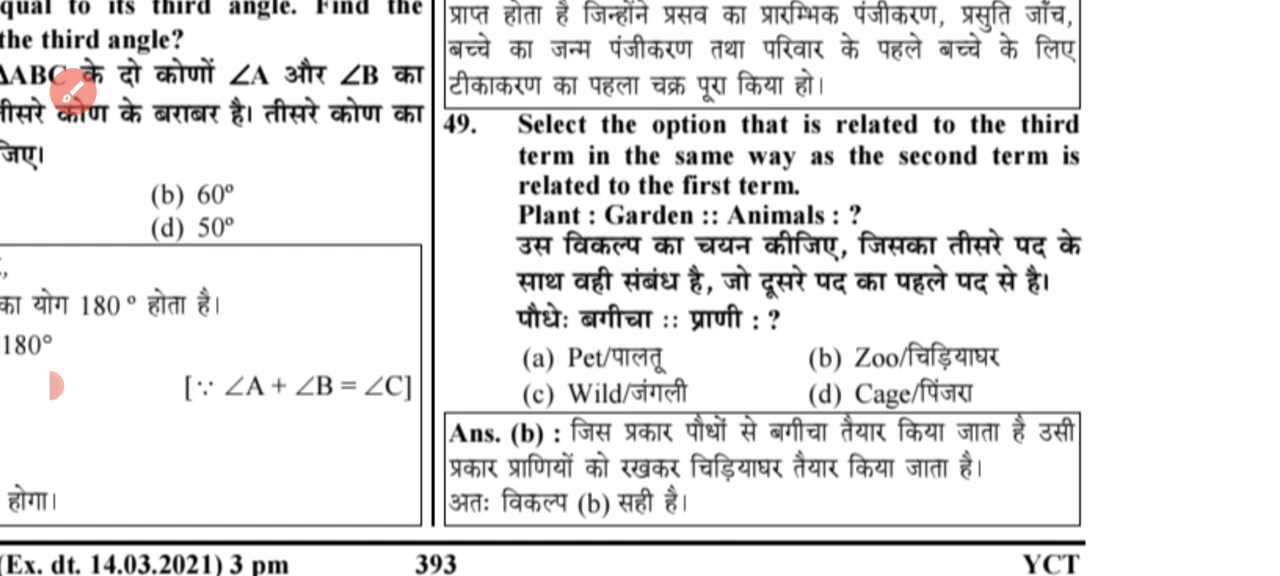 qual to its third angle. Find the
the third angle?
ΔABC के दो कोणों ∠A और ∠B का
तीसरे कोण के बराबर है। तीसरे कोण का
जिए।
(b) 60º
(d) 50º
का योग 180 º होता है।
180°
[∵ ∠A + ∠B = ∠C]
होगा।
प्राप्त होता है जिन्होंने प्रसव का प्रारम्भिक पंजीकरण, प्रसुति जाँच,
बच्चे का जन्म पंजीकरण तथा परिवार के पहले बच्चे के लिए
टीकाकरण का पहला चक्र पूरा किया हो।
49. Select the option that is related to the third
term in the same way as the second term is
related to the first term.
Plant : Garden :: Animals : ?
उस विकल्प का चयन कीजिए, जिसका तीसरे पद के
साथ वही संबंध है, जो दूसरे पद का पहले पद से है।
पौधेः बगीचा :: प्राणी : ?
(a) Pet/पालतू (b) Zoo/चिड़ियाघर
(c) Wild/जंगली (d) Cage/पिंजरा
Ans. (b) : जिस प्रकार पौधों से बगीचा तैयार किया जाता है उसी
प्रकार प्राणियों को रखकर चिड़ियाघर तैयार किया जाता है।
अतः विकल्प (b) सही है।
(Ex. dt. 14.03.2021) 3 pm 393 YCT